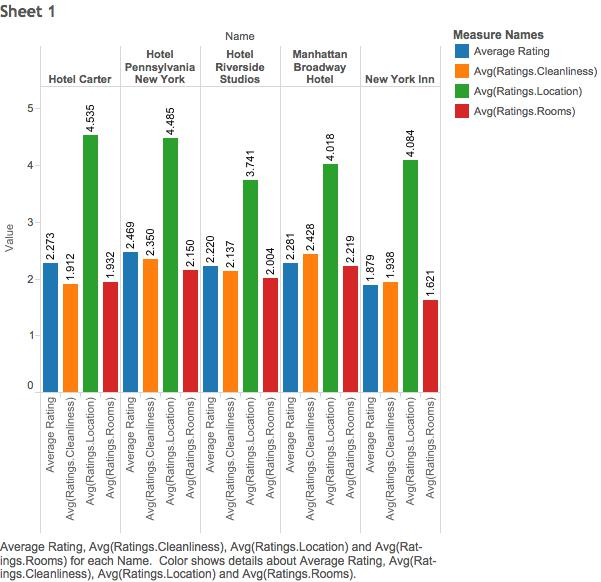 Sheet 1
Name
Hotel Carter
Hotel
Pennsylvania
New York
Hotel
Riverside
Studios
Manhattan
Broadway
Hotel
New York Inn
Measure Names
Average Rating
Avg(Ratings.Cleanliness)
Avg(Ratings.Location)
Avg(Ratings.Rooms)
Value
5
4
3
2
1
0
2.273
1.912
4.535
1.932
2.469
2.350
4.485
2.150
2.220
2.137
3.741
2.004
2.281
2.428
4.018
2.219
1.879
1.938
4.084
1.621
Average Rating
Avg(Ratings.Cleanliness)
Avg(Ratings.Location)
Avg(Ratings.Rooms)
Average Rating
Avg(Ratings.Cleanliness)
Avg(Ratings.Location)
Avg(Ratings.Rooms)
Average Rating
Avg(Ratings.Cleanliness)
Avg(Ratings.Location)
Avg(Ratings.Rooms)
Average Rating
Avg(Ratings.Cleanliness)
Avg(Ratings.Location)
Avg(Ratings.Rooms)
Average Rating
Avg(Ratings.Cleanliness)
Avg(Ratings.Location)
Avg(Ratings.Rooms)
Average Rating, Avg(Ratings.Cleanliness), Avg(Ratings.Location) and Avg(Rat-
ings.Rooms) for each Name.  Color shows details about Average Rating, Avg(Rat-
ings.Cleanliness), Avg(Ratings.Location) and Avg(Ratings.Rooms).